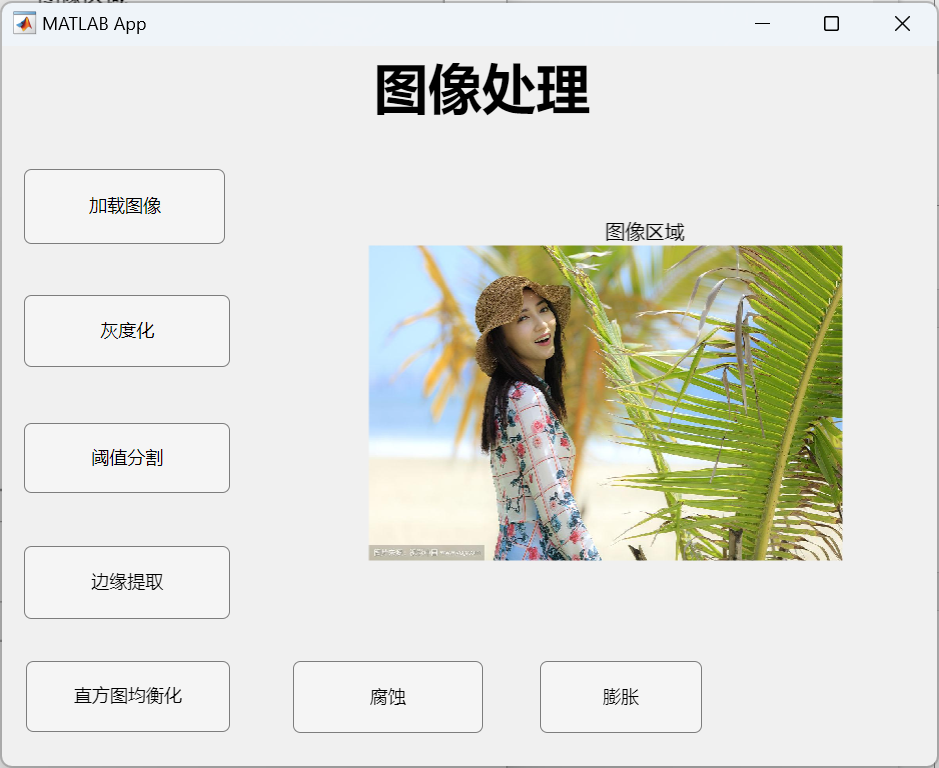 MATLAB App
图像处理
加载图像
图像区域
灰度化
阈值分割
边缘提取
直方图均衡化
腐蚀
膨胀